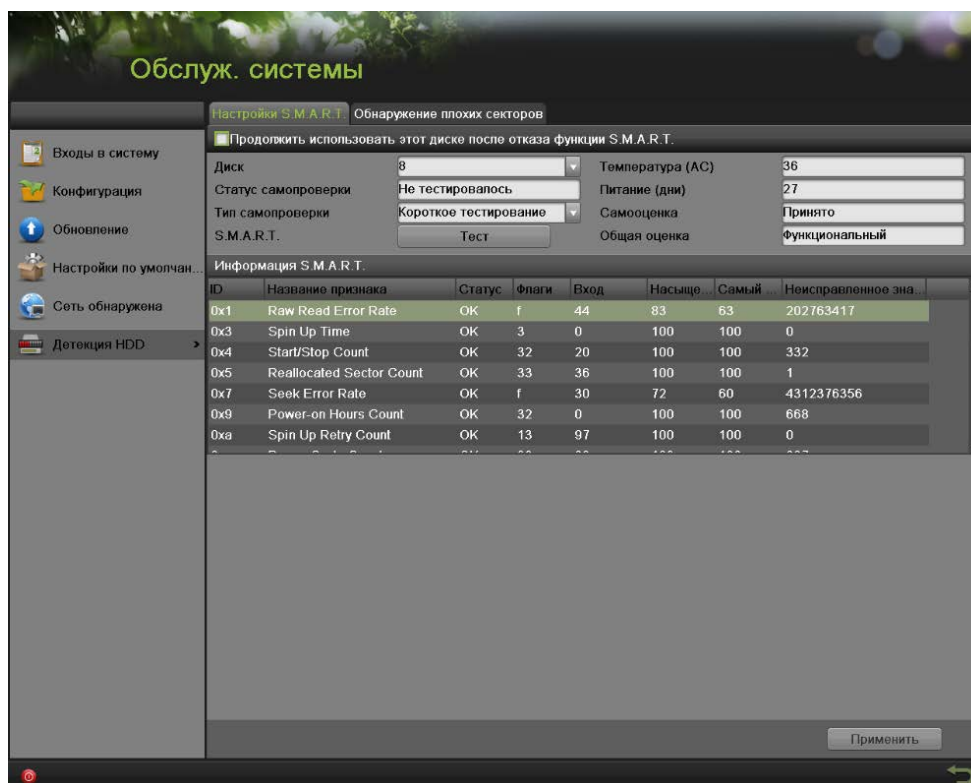 Обслуж. системы
Настройки S.M.A.R.T. Обнаружение плохих секторов
Продолжить использовать этот диске после отказа функции S.M.A.R.T.
Входы в систему
Конфигурация
Обновление
Настройки по умолчан...
Сеть обнаружена
Детекция HDD >
Диск 8 Температура (АС) 36
Статус самопроверки Не тестировалось Питание (дни) 27
Тип самопроверки Короткое тестирование Самооценка Принято
S.M.A.R.T. Тест Общая оценка Функциональный
Информация S.M.A.R.T.
ID Название признака Статус Флаги Вход Насыще... Самый ... Неисправленное зна...
0x1 Raw Read Error Rate OK f 44 83 63 202763417
0x3 Spin Up Time OK 3 0 100 100 0
0x4 Start/Stop Count OK 32 20 100 100 332
0x5 Reallocated Sector Count OK 33 36 100 100 1
0x7 Seek Error Rate OK f 30 72 60 4312376356
0x9 Power-on Hours Count OK 32 0 100 100 668
0xa Spin Up Retry Count OK 13 97 100 100 0
Применить